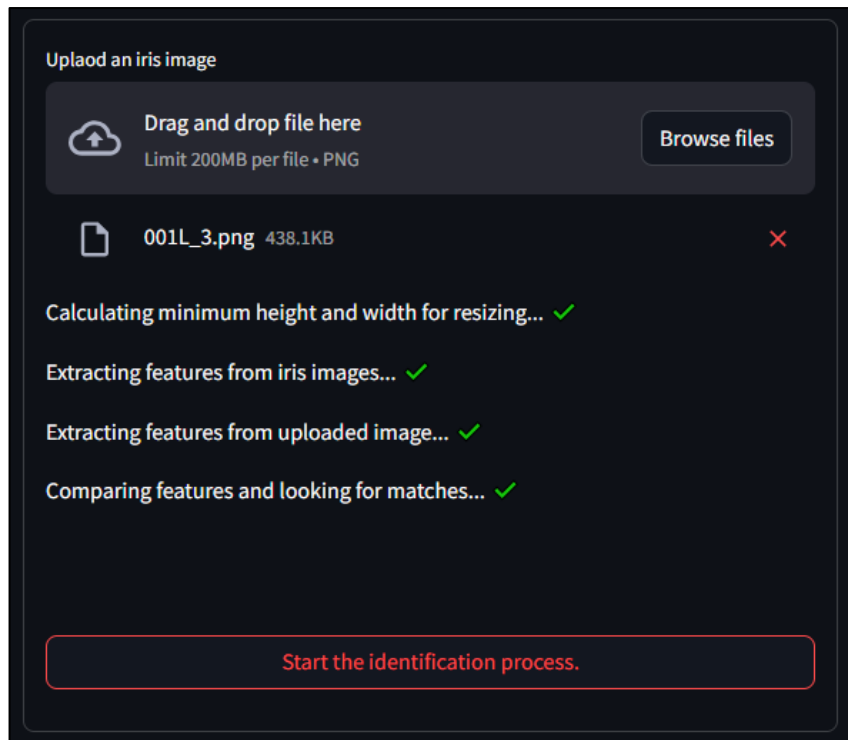 Uplaod an iris image
Drag and drop file here
Limit 200MB per file • PNG
Browse files
001L_3.png 438.1KB
Calculating minimum height and width for resizing...
Extracting features from iris images...
Extracting features from uploaded image...
Comparing features and looking for matches...
Start the identification process.